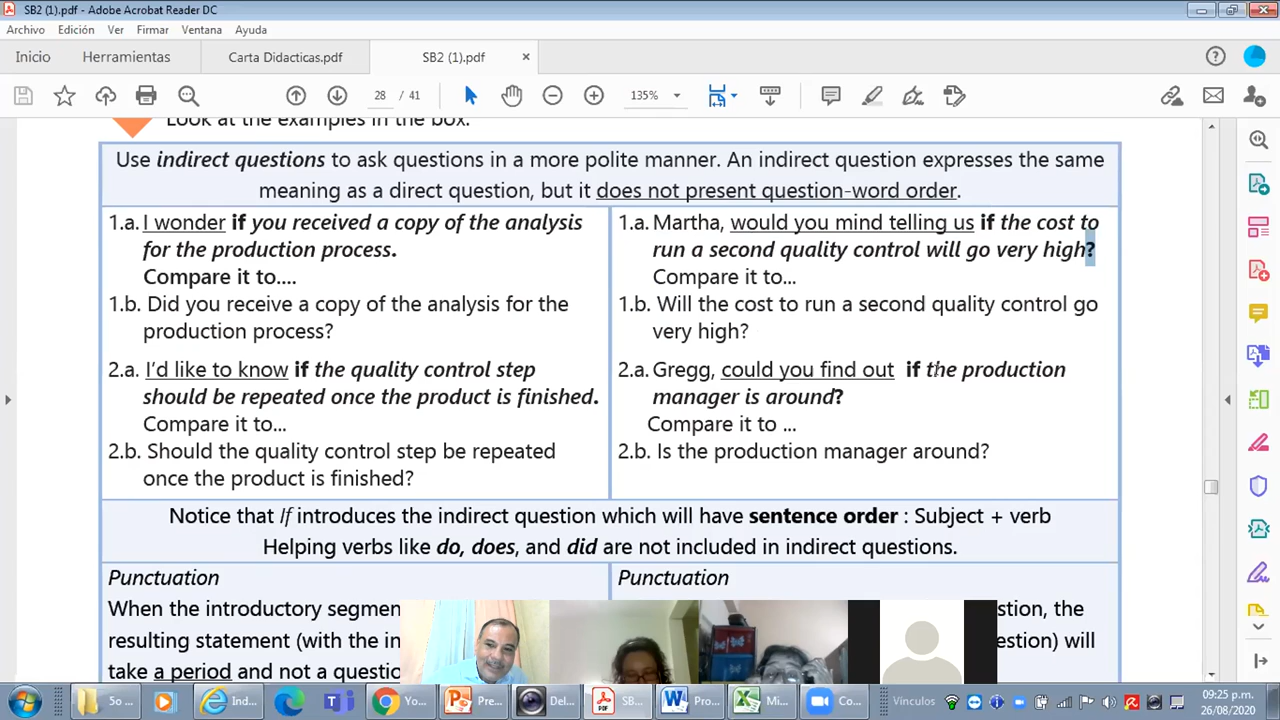 SB2 (1).pdf - Adobe Acrobat Reader DC
Archivo Edición Ver Firmar Ventana Ayuda
Inicio Herramientas Carta Didacticas.pdf SB2 (1).pdf ×
28 / 41 135%
Look at the examples in the box.
Use indirect questions to ask questions in a more polite manner. An indirect question expresses the same
meaning as a direct question, but it does not present question-word order.
1.a. I wonder if you received a copy of the analysis
for the production process.
Compare it to....
1.b. Did you receive a copy of the analysis for the
production process?
2.a. I'd like to know if the quality control step
should be repeated once the product is finished.
Compare it to...
2.b. Should the quality control step be repeated
once the product is finished?
1.a. Martha, would you mind telling us if the cost to
run a second quality control will go very high?
Compare it to...
1.b. Will the cost to run a second quality control go
very high?
2.a. Gregg, could you find out if the production
manager is around?
Compare it to ...
2.b. Is the production manager around?
Notice that If introduces the indirect question which will have sentence order : Subject + verb
Helping verbs like do, does, and did are not included in indirect questions.
Punctuation
When the introductory segmen
resulting statement (with the in
take a period and not a questio
Punctuation
stion, the
estion) will
5o ... Ind... Yo... Pre... Del... SB... Pro... Mi... Co...
Vínculos
09:25 p.m.
26/08/2020